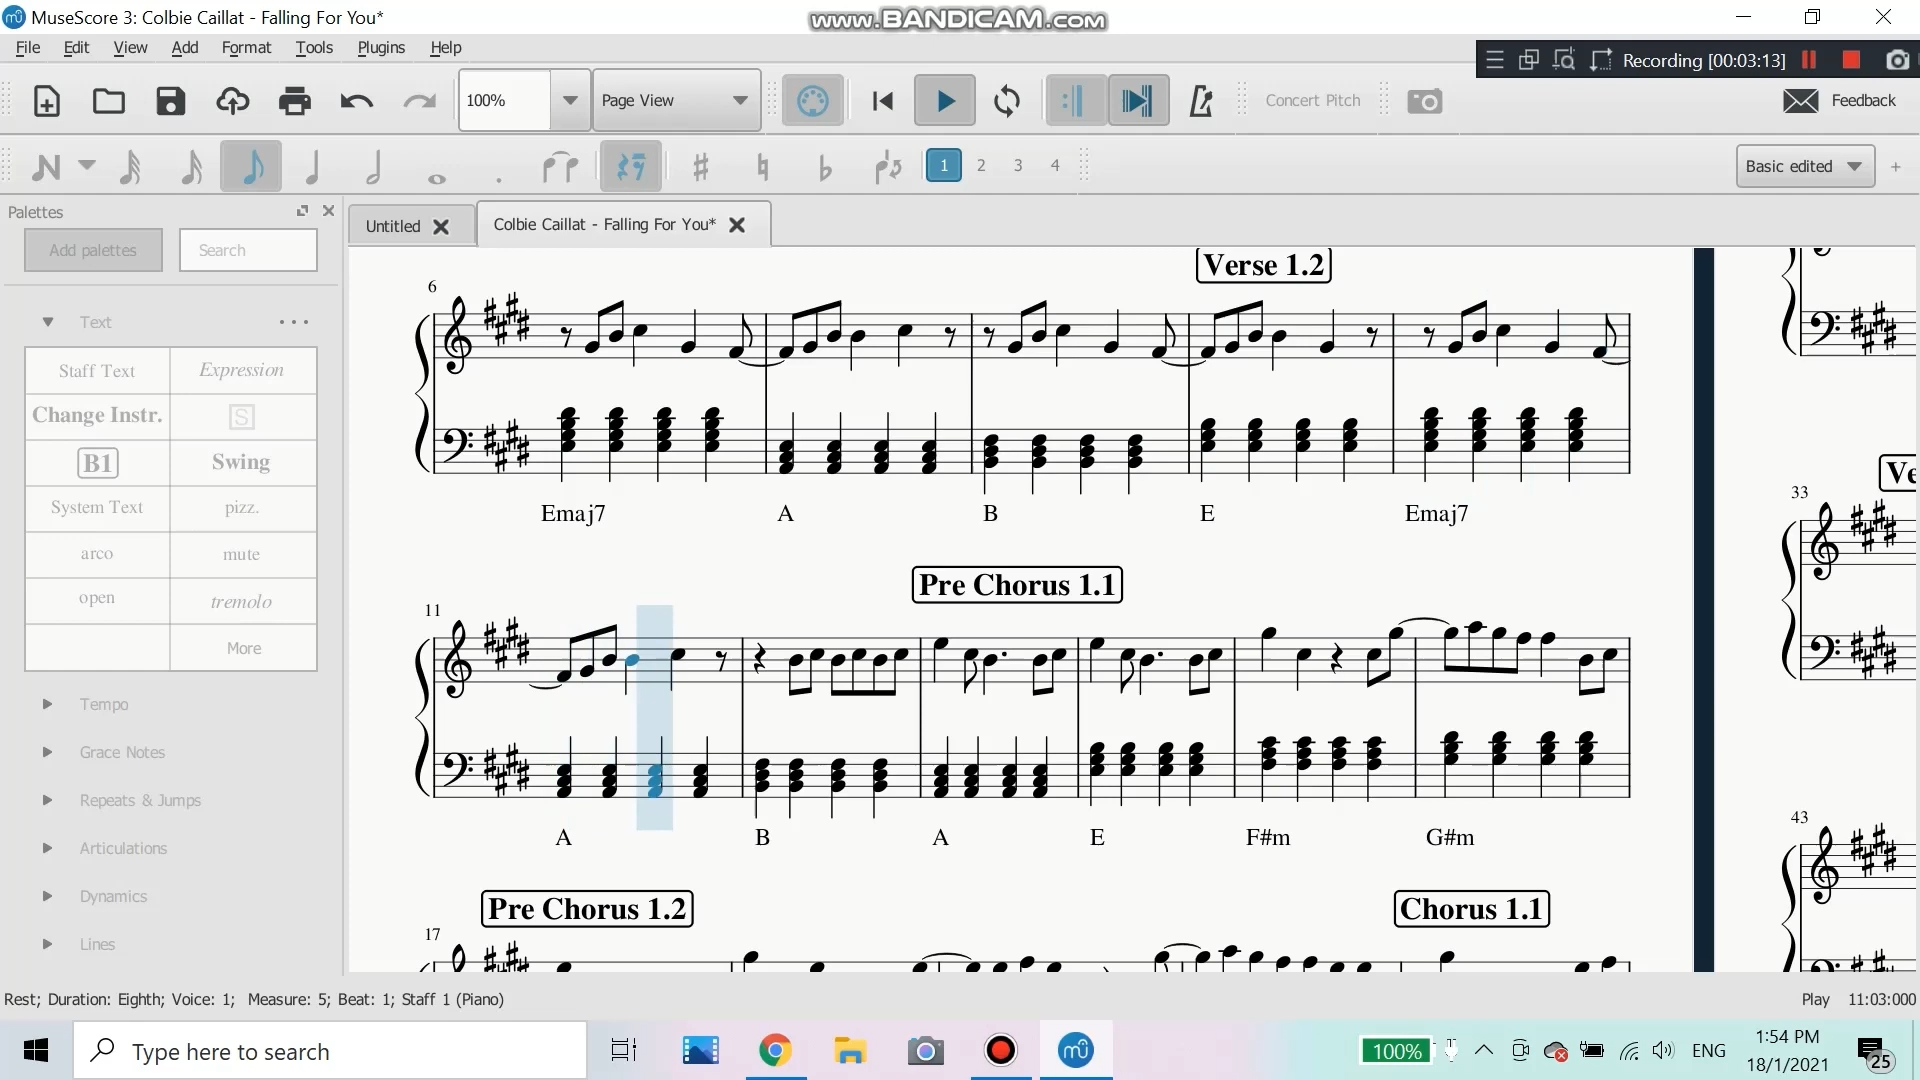 MuseScore 3: Colbie Caillat - Falling For You*
www.BANDICAM.com
File Edit View Add Format Tools Plugins Help
Recording [00:03:13]
100% Page View Concert Pitch Feedback
1 2 3 4 Basic edited +
Palettes
Add palettes Search
Untitled
Colbie Caillat - Falling For You*
Text
Staff Text Expression
Change Instr. S
B1 Swing
System Text pizz.
arco mute
open tremolo
More
Tempo
Grace Notes
Repeats & Jumps
Articulations
Dynamics
Lines
Verse 1.2
6
Emaj7 A B E Emaj7
Pre Chorus 1.1
11
A B A E F#m G#m
Pre Chorus 1.2 Chorus 1.1
17
33
43
Rest; Duration: Eighth; Voice: 1; Measure: 5; Beat: 1; Staff 1 (Piano)
Play 11:03:000
Type here to search
100%
ENG
1:54 PM
18/1/2021
25